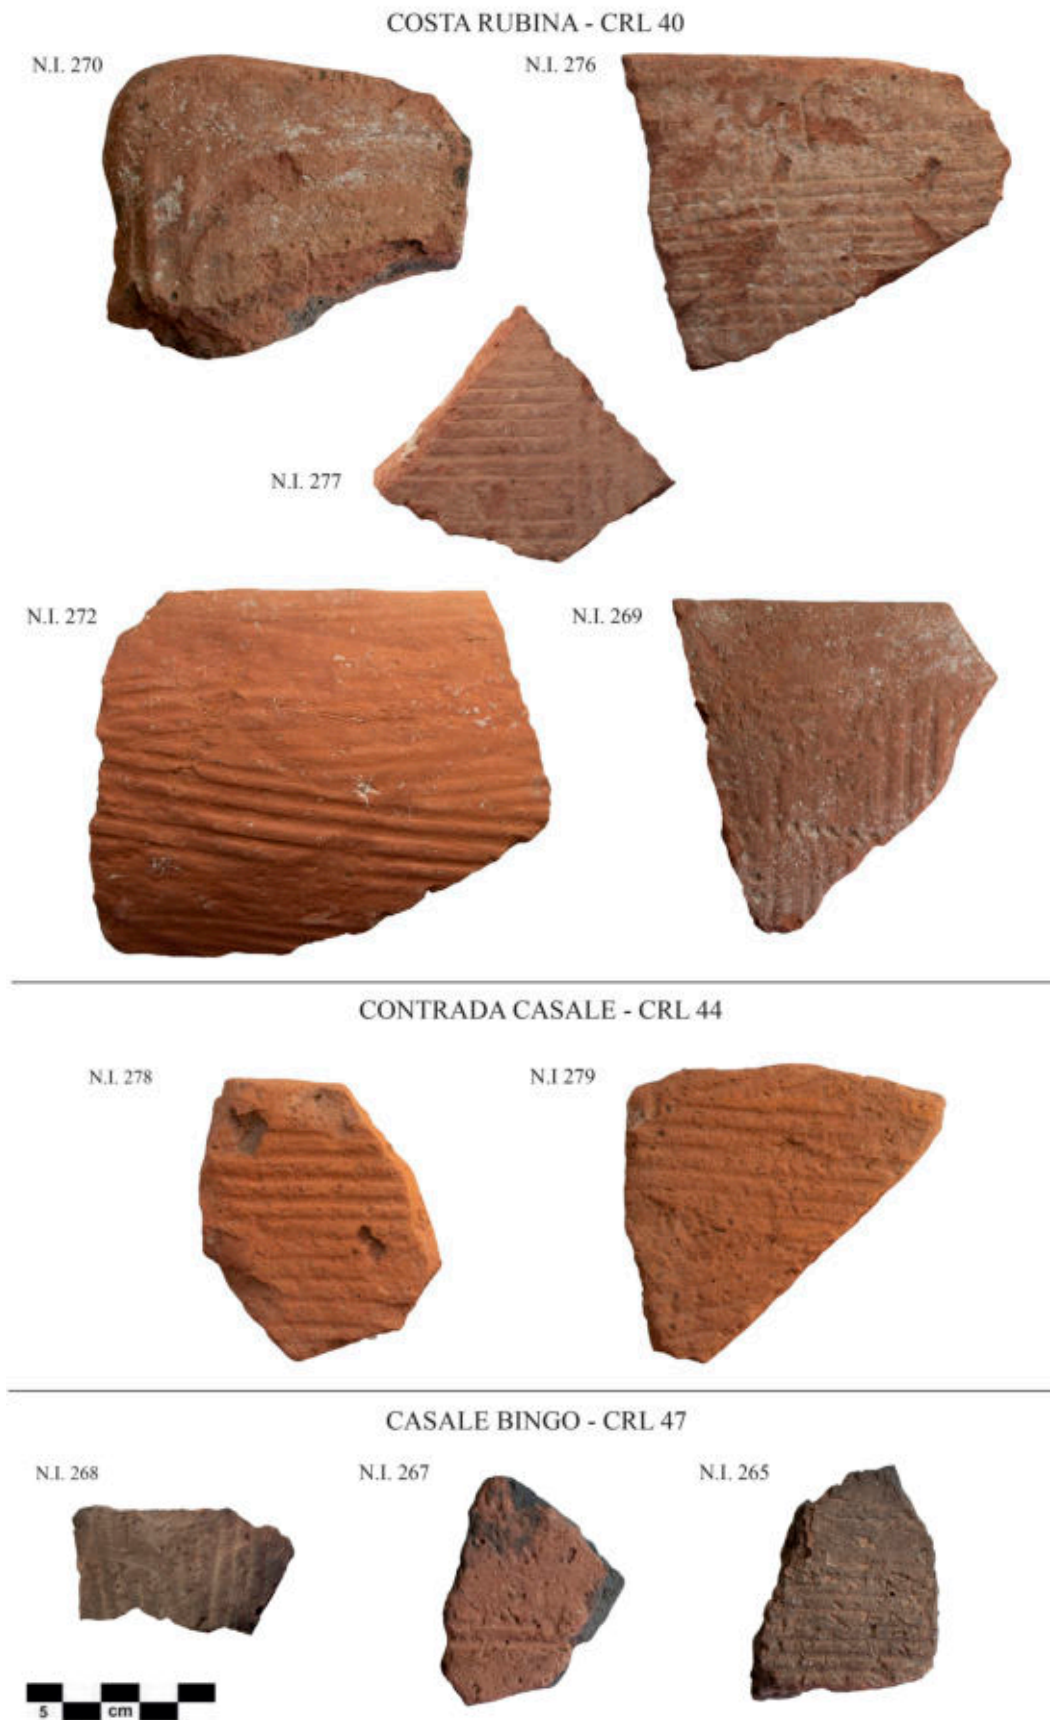 COSTA RUBINA - CRL 40
N.I. 270
N.I. 276
N.I. 277
N.I. 272
N.I. 269
CONTRADA CASALE - CRL 44
N.I. 278
N.I 279
CASALE BINGO - CRL 47
N.I. 268
N.I. 267
N.I. 265
5 cm